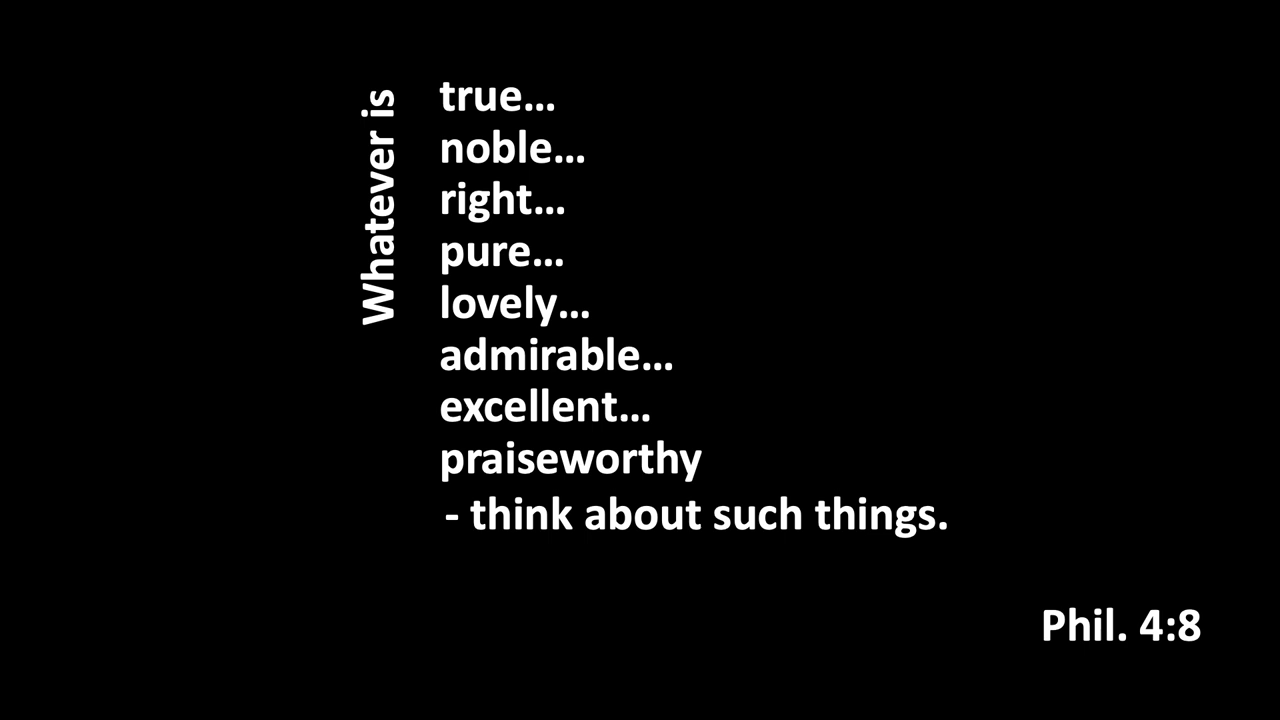 Whatever is
true...
noble...
right...
pure...
lovely...
admirable...
excellent...
praiseworthy
- think about such things.
Phil. 4:8